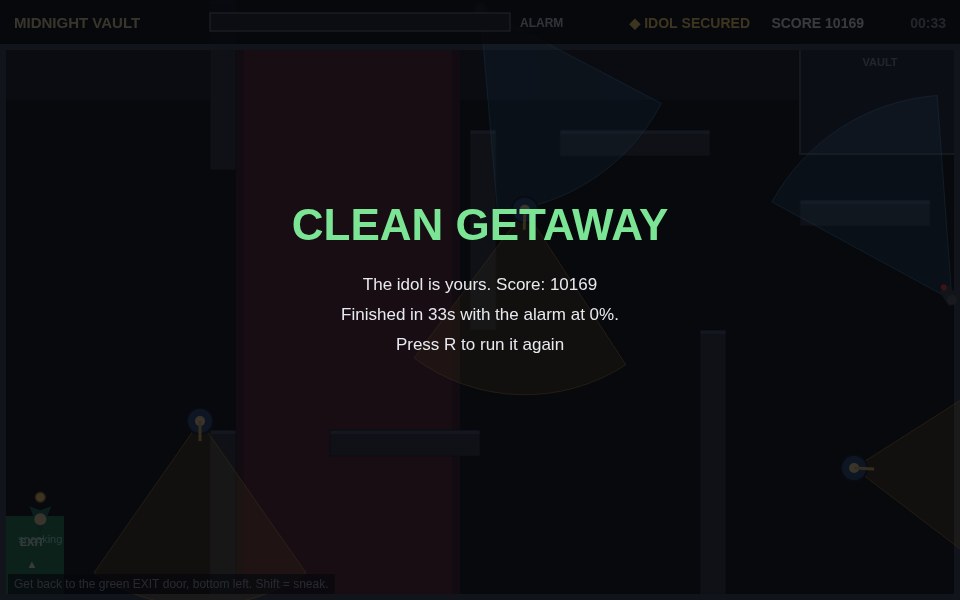 MIDNIGHT VAULT
ALARM
◆ IDOL SECURED
SCORE 10169
00:33
VAULT
CLEAN GETAWAY
The idol is yours. Score: 10169
Finished in 33s with the alarm at 0%.
Press R to run it again
EXIT
▲
Get back to the green EXIT door, bottom left. Shift = sneak.